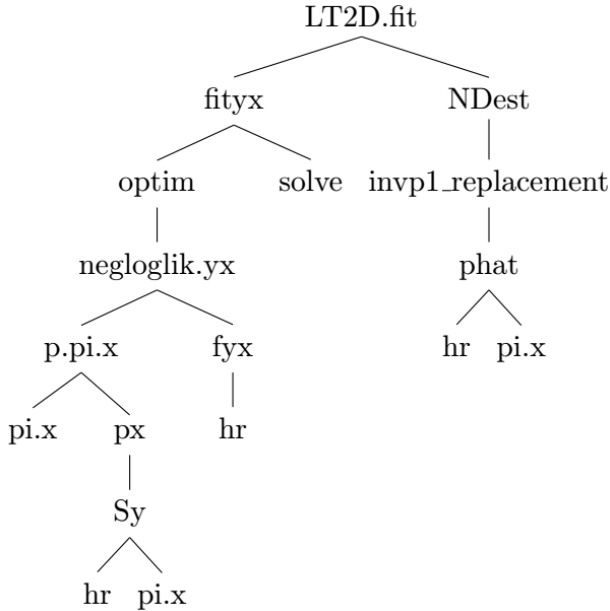 LT2D.fit
fityx NDest
optim solve invp1_replacement
negloglik.yx phat
p.pi.x fyx hr pi.x
pi.x px hr
Sy
hr pi.x